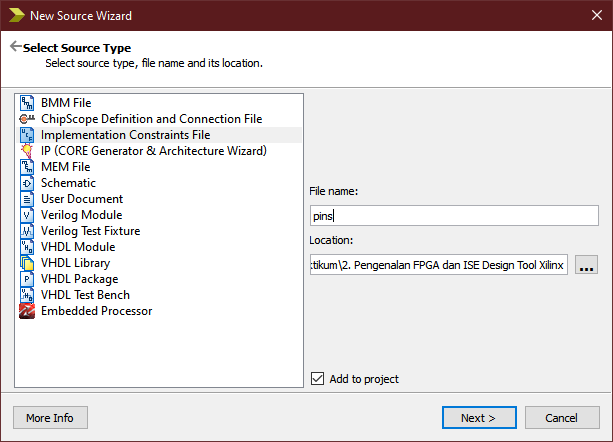 New Source Wizard
Select Source Type
Select source type, file name and its location.
BMM File
ChipScope Definition and Connection File
Implementation Constraints File
IP (CORE Generator & Architecture Wizard)
MEM File
Schematic
User Document
Verilog Module
Verilog Test Fixture
VHDL Module
VHDL Library
VHDL Package
VHDL Test Bench
Embedded Processor
File name:
pins
Location:
:tikum\2. Pengenalan FPGA dan ISE Design Tool Xilinx
...
Add to project
More Info
Next >
Cancel